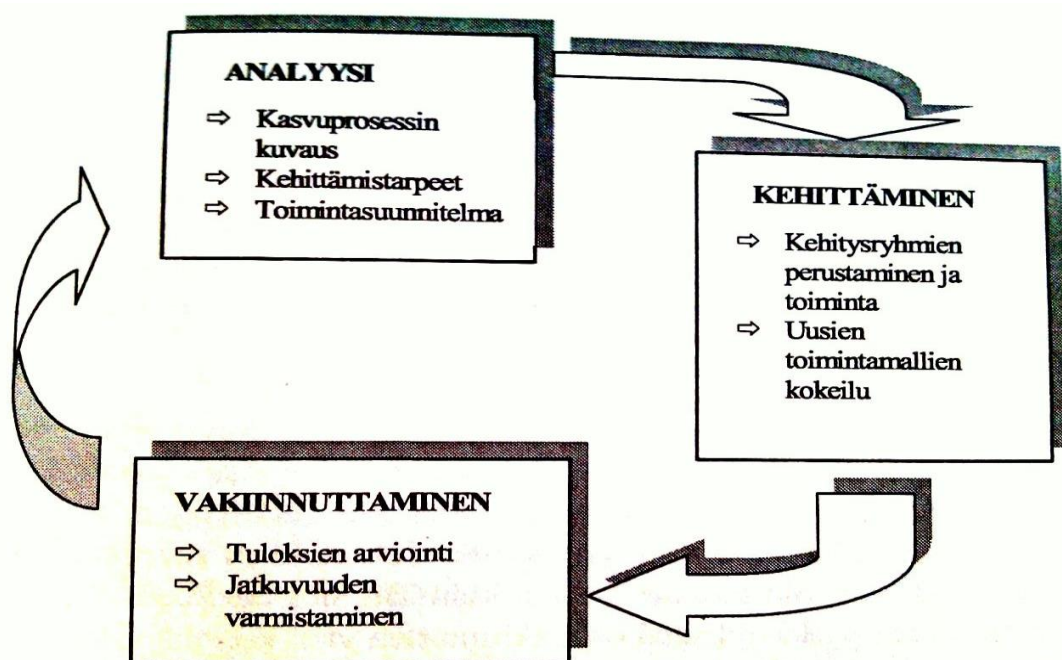 ANALYYSI
⇨ Kasvuprosessin
kuvaus
⇨ Kehittämistarpeet
⇨ Toimintasuunnitelma
KEHITTÄMINEN
⇨ Kehitysryhmien
perustaminen ja
toiminta
⇨ Uusien
toimintamallien
kokeilu
VAKIINNUTTAMINEN
⇨ Tuloksien arviointi
⇨ Jatkuvuuden
varmistaminen